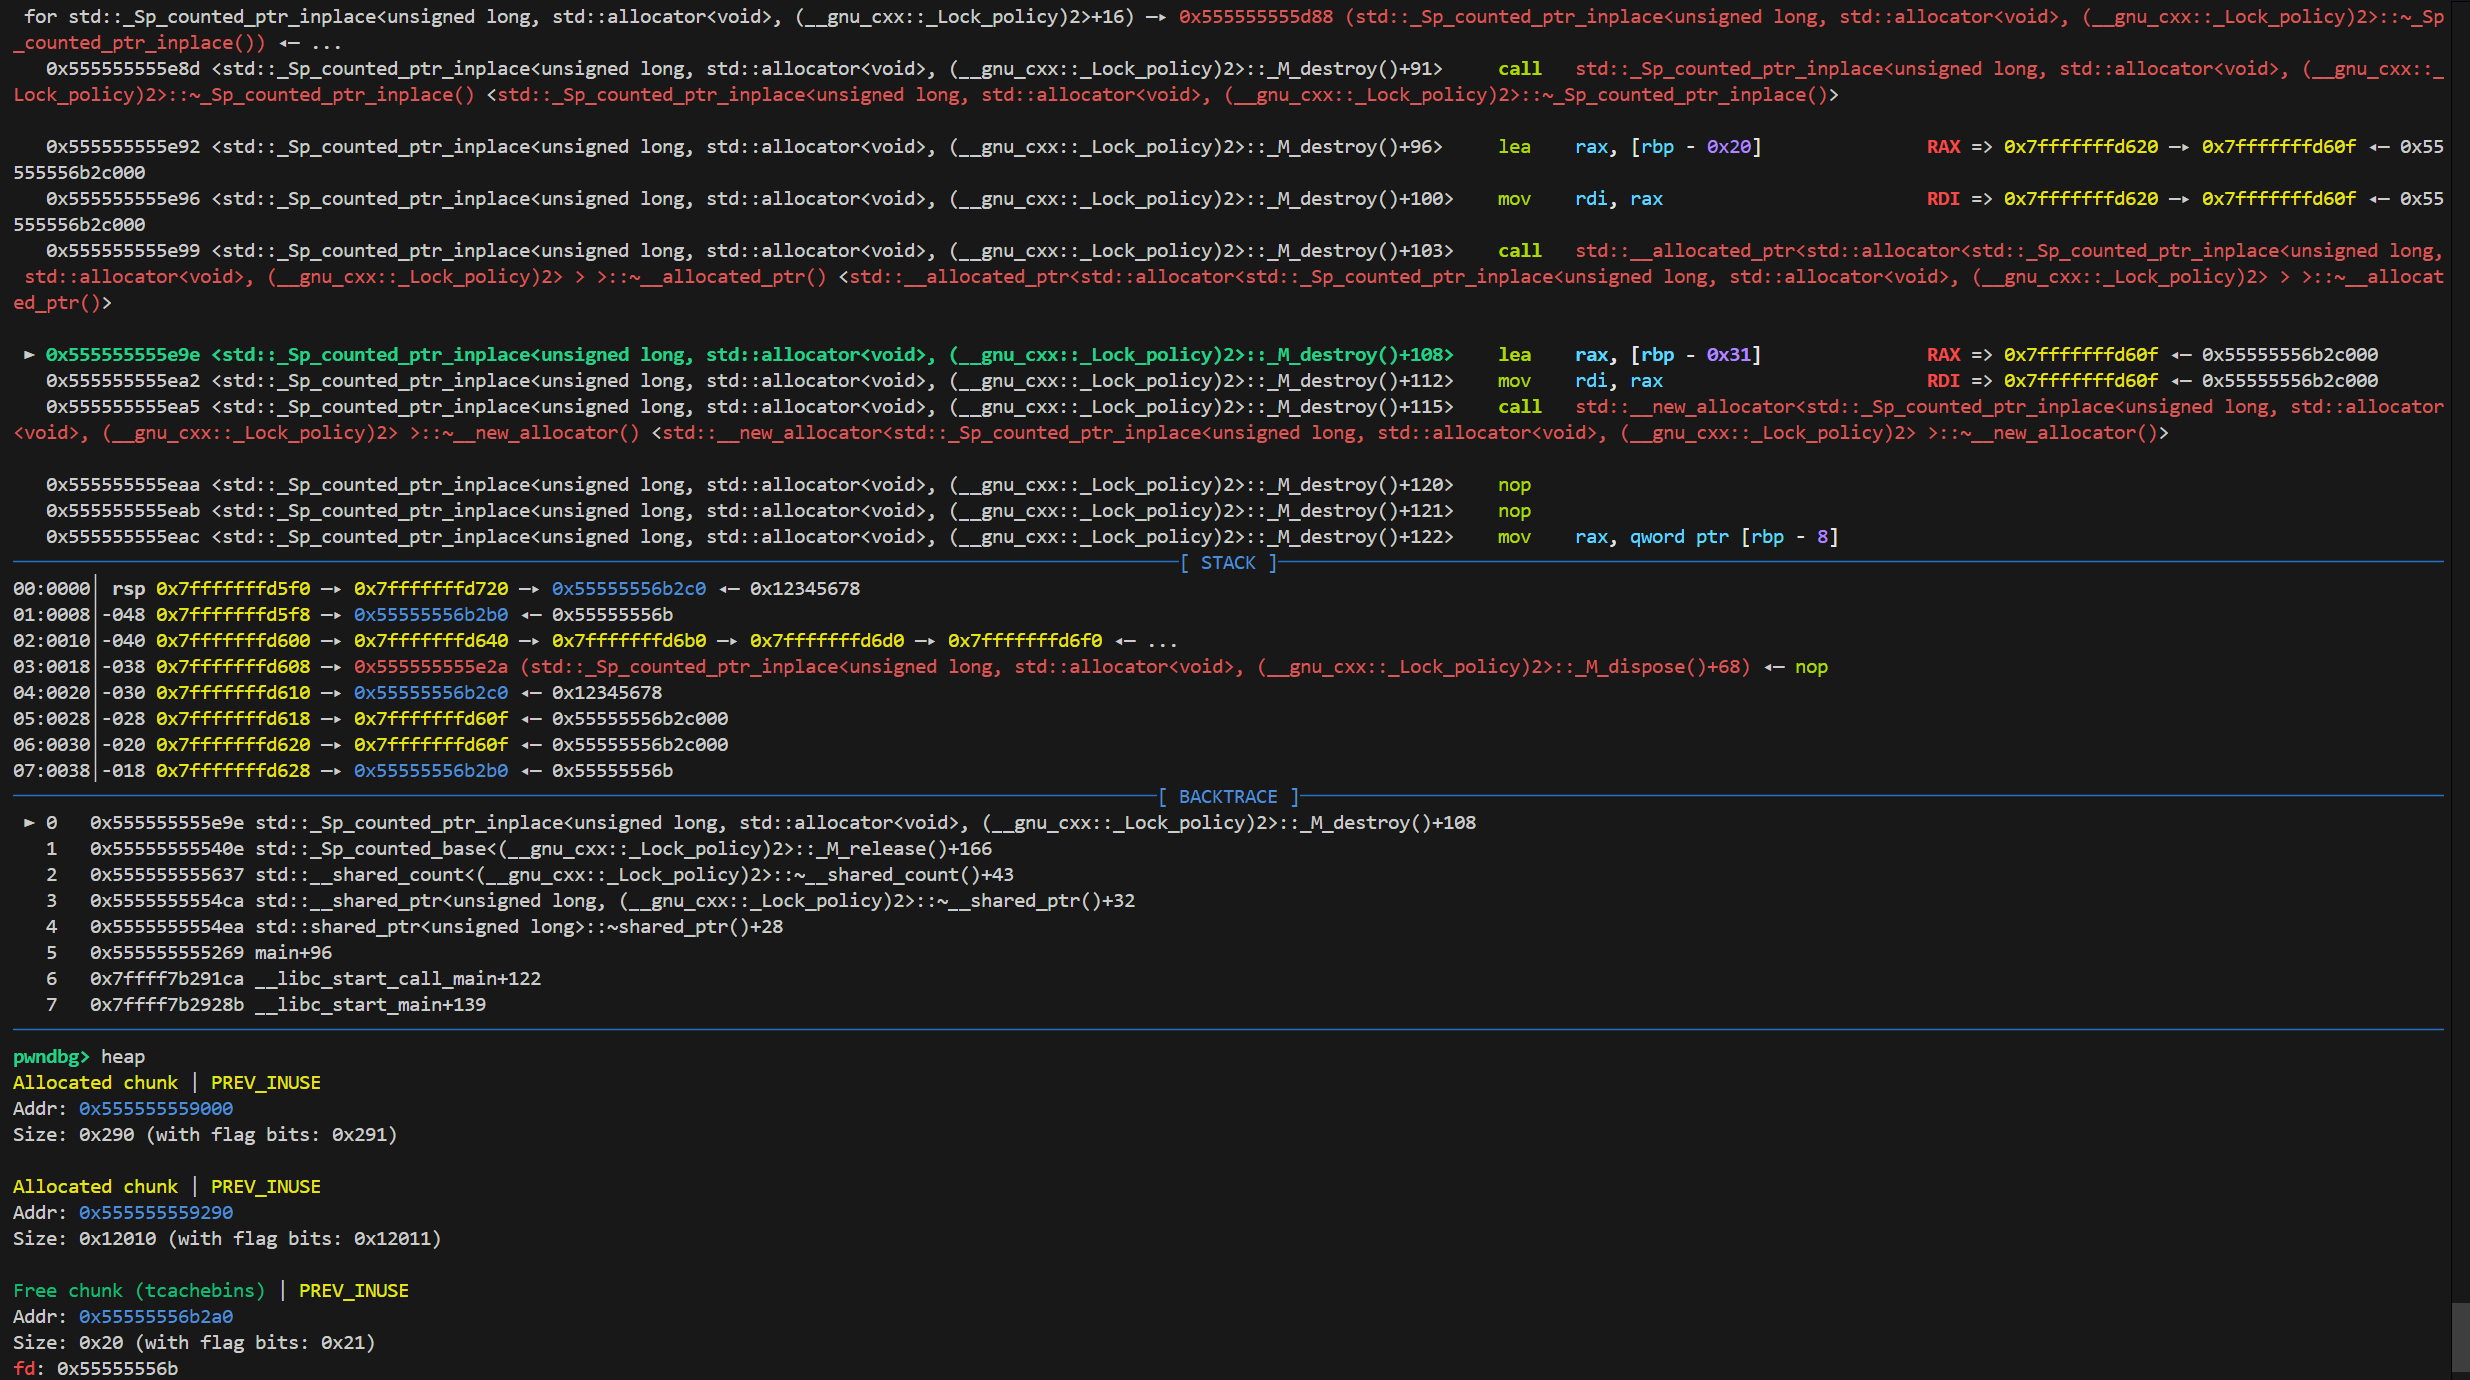 for std::_Sp_counted_ptr_inplace<unsigned long, std::allocator<void>, (__gnu_cxx::_Lock_policy)2>+16) —▸ 0x555555555d88 (std::_Sp_counted_ptr_inplace<unsigned long, std::allocator<void>, (__gnu_cxx::_Lock_policy)2>::~_Sp
_counted_ptr_inplace()) ◂— ...
0x555555555e8d <std::_Sp_counted_ptr_inplace<unsigned long, std::allocator<void>, (__gnu_cxx::_Lock_policy)2>::_M_destroy()+91> call std::_Sp_counted_ptr_inplace<unsigned long, std::allocator<void>, (__gnu_cxx::_
Lock_policy)2>::~_Sp_counted_ptr_inplace() <std::_Sp_counted_ptr_inplace<unsigned long, std::allocator<void>, (__gnu_cxx::_Lock_policy)2>::~_Sp_counted_ptr_inplace()>
0x555555555e92 <std::_Sp_counted_ptr_inplace<unsigned long, std::allocator<void>, (__gnu_cxx::_Lock_policy)2>::_M_destroy()+96> lea rax, [rbp - 0x20] RAX => 0x7fffffffd620 —▸ 0x7fffffffd60f ◂— 0x55
555556b2c000
0x555555555e96 <std::_Sp_counted_ptr_inplace<unsigned long, std::allocator<void>, (__gnu_cxx::_Lock_policy)2>::_M_destroy()+100> mov rdi, rax RDI => 0x7fffffffd620 —▸ 0x7fffffffd60f ◂— 0x55
555556b2c000
0x555555555e99 <std::_Sp_counted_ptr_inplace<unsigned long, std::allocator<void>, (__gnu_cxx::_Lock_policy)2>::_M_destroy()+103> call std::__allocated_ptr<std::allocator<std::_Sp_counted_ptr_inplace<unsigned long,
std::allocator<void>, (__gnu_cxx::_Lock_policy)2> > >::~__allocated_ptr() <std::__allocated_ptr<std::allocator<std::_Sp_counted_ptr_inplace<unsigned long, std::allocator<void>, (__gnu_cxx::_Lock_policy)2> > >::~__allocat
ed_ptr()>
► 0x555555555e9e <std::_Sp_counted_ptr_inplace<unsigned long, std::allocator<void>, (__gnu_cxx::_Lock_policy)2>::_M_destroy()+108> lea rax, [rbp - 0x31] RAX => 0x7fffffffd60f ◂— 0x55555556b2c000
0x555555555ea2 <std::_Sp_counted_ptr_inplace<unsigned long, std::allocator<void>, (__gnu_cxx::_Lock_policy)2>::_M_destroy()+112> mov rdi, rax RDI => 0x7fffffffd60f ◂— 0x55555556b2c000
0x555555555ea5 <std::_Sp_counted_ptr_inplace<unsigned long, std::allocator<void>, (__gnu_cxx::_Lock_policy)2>::_M_destroy()+115> call std::__new_allocator<std::_Sp_counted_ptr_inplace<unsigned long, std::allocator
<void>, (__gnu_cxx::_Lock_policy)2> >::~__new_allocator() <std::__new_allocator<std::_Sp_counted_ptr_inplace<unsigned long, std::allocator<void>, (__gnu_cxx::_Lock_policy)2> >::~__new_allocator()>
0x555555555eaa <std::_Sp_counted_ptr_inplace<unsigned long, std::allocator<void>, (__gnu_cxx::_Lock_policy)2>::_M_destroy()+120> nop
0x555555555eab <std::_Sp_counted_ptr_inplace<unsigned long, std::allocator<void>, (__gnu_cxx::_Lock_policy)2>::_M_destroy()+121> nop
0x555555555eac <std::_Sp_counted_ptr_inplace<unsigned long, std::allocator<void>, (__gnu_cxx::_Lock_policy)2>::_M_destroy()+122> mov rax, qword ptr [rbp - 8]
[ STACK ]
00:0000│ rsp 0x7fffffffd5f0 —▸ 0x7fffffffd720 —▸ 0x55555556b2c0 ◂— 0x12345678
01:0008│-048 0x7fffffffd5f8 —▸ 0x55555556b2b0 ◂— 0x55555556b
02:0010│-040 0x7fffffffd600 —▸ 0x7fffffffd640 —▸ 0x7fffffffd6b0 —▸ 0x7fffffffd6d0 —▸ 0x7fffffffd6f0 ◂— ...
03:0018│-038 0x7fffffffd608 —▸ 0x555555555e2a (std::_Sp_counted_ptr_inplace<unsigned long, std::allocator<void>, (__gnu_cxx::_Lock_policy)2>::_M_dispose()+68) ◂— nop
04:0020│-030 0x7fffffffd610 —▸ 0x55555556b2c0 ◂— 0x12345678
05:0028│-028 0x7fffffffd618 —▸ 0x7fffffffd60f ◂— 0x55555556b2c000
06:0030│-020 0x7fffffffd620 —▸ 0x7fffffffd60f ◂— 0x55555556b2c000
07:0038│-018 0x7fffffffd628 —▸ 0x55555556b2b0 ◂— 0x55555556b
[ BACKTRACE ]
► 0 0x555555555e9e std::_Sp_counted_ptr_inplace<unsigned long, std::allocator<void>, (__gnu_cxx::_Lock_policy)2>::_M_destroy()+108
1 0x55555555540e std::_Sp_counted_base<(__gnu_cxx::_Lock_policy)2>::_M_release()+166
2 0x555555555637 std::__shared_count<(__gnu_cxx::_Lock_policy)2>::~__shared_count()+43
3 0x5555555554ca std::__shared_ptr<unsigned long, (__gnu_cxx::_Lock_policy)2>::~__shared_ptr()+32
4 0x5555555554ea std::shared_ptr<unsigned long>::~shared_ptr()+28
5 0x555555555269 main+96
6 0x7ffff7b291ca __libc_start_call_main+122
7 0x7ffff7b2928b __libc_start_main+139
pwndbg> heap
Allocated chunk | PREV_INUSE
Addr: 0x555555559000
Size: 0x290 (with flag bits: 0x291)
Allocated chunk | PREV_INUSE
Addr: 0x555555559290
Size: 0x12010 (with flag bits: 0x12011)
Free chunk (tcachebins) | PREV_INUSE
Addr: 0x55555556b2a0
Size: 0x20 (with flag bits: 0x21)
fd: 0x55555556b